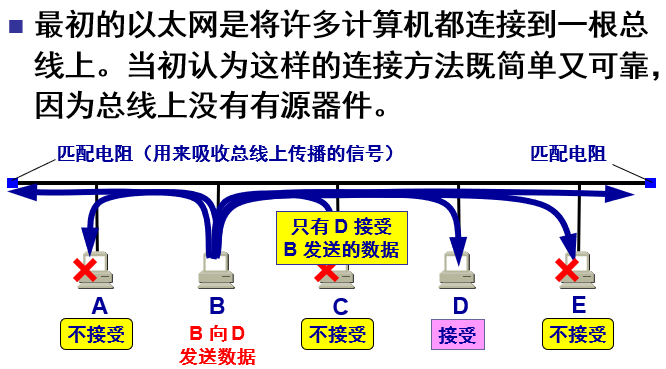 最初的以太网是将许多计算机都连接到一根总
线上。当初认为这样的连接方法既简单又可靠，
因为总线上没有有源器件。
匹配电阻（用来吸收总线上传播的信号）
匹配电阻
只有 D 接受
B 发送的数据
A
B
C
D
E
不接受
B 向 D
发送数据
不接受
接受
不接受